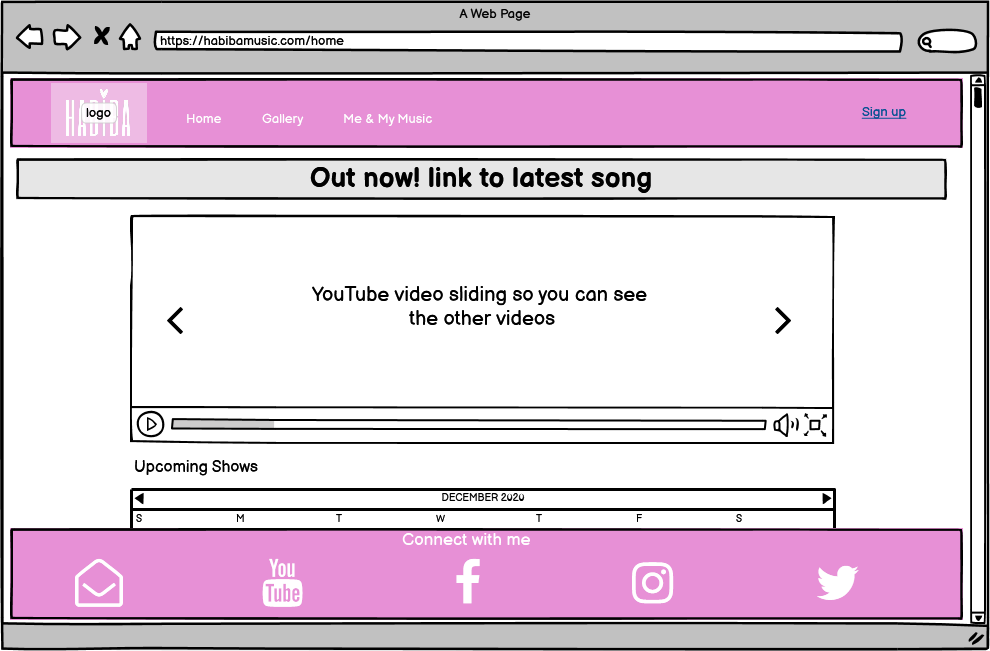 A Web Page
https://habibamusic.com/home
HABIBA
logo
Home Gallery Me & My Music Sign up
Out now! link to latest song
YouTube video sliding so you can see
the other videos
Upcoming Shows
DECEMBER 2020
S M T W T F S
Connect with me
You
Tube